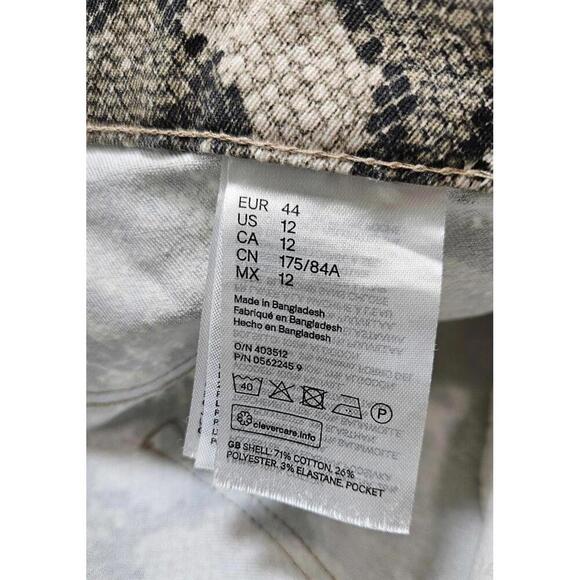 EUR 44
US 12
CA 12
CN 175/84A
MX 12
Made in Bangladesh
Fabriqué en Bangladesh
Hecho en Bangladesh
O/N 403512
P/N 0562245 9
40
P
clevercare.info
GB SHELL: 71% COTTON, 26%
POLYESTER, 3% ELASTANE, POCKET